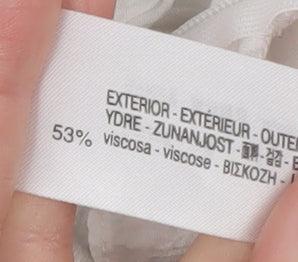 EXTERIOR - EXTÉRIEUR - OUTE
YDRE - ZUNANJOST -
53% viscosa - viscose - ΒΙΣΚΟΖΗ -